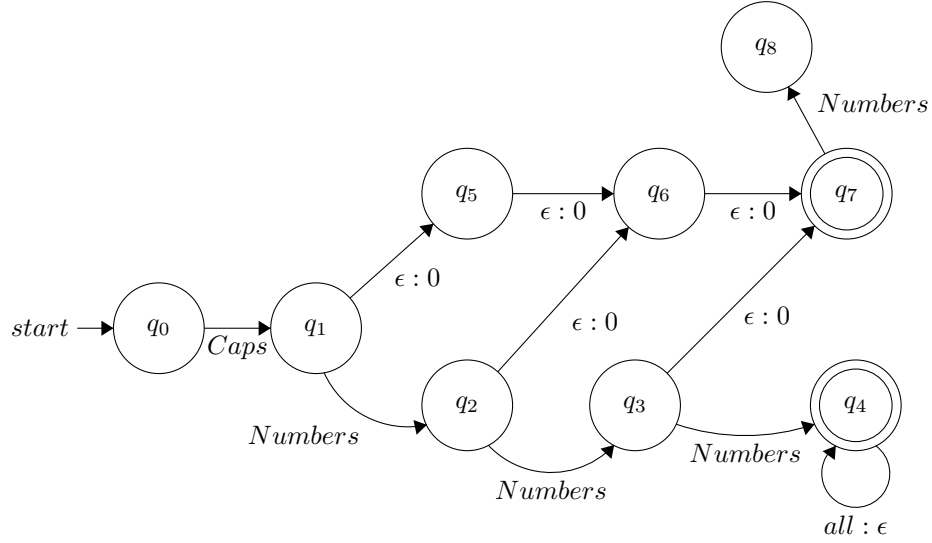 q8
Numbers
q5
q6
q7
ϵ : 0
ϵ : 0
ϵ : 0
start
q0
Caps
q1
ϵ : 0
ϵ : 0
q2
q3
q4
Numbers
Numbers
Numbers
all : ϵ